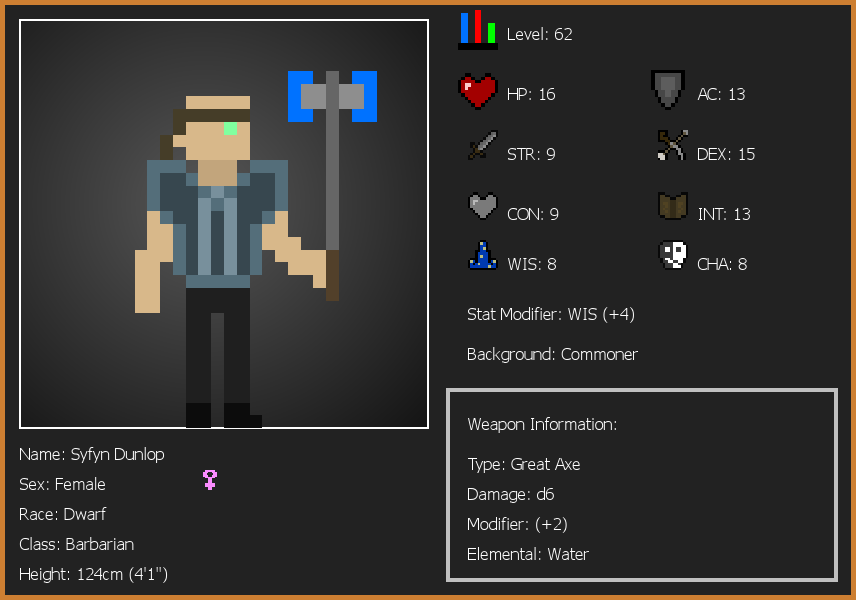 Level: 62
HP: 16
AC: 13
STR: 9
DEX: 15
CON: 9
INT: 13
WIS: 8
CHA: 8
Stat Modifier: WIS (+4)
Background: Commoner
Weapon Information:
Type: Great Axe
Damage: d6
Modifier: (+2)
Elemental: Water
Name: Syfyn Dunlop
Sex: Female
Race: Dwarf
Class: Barbarian
Height: 124cm (4'1")